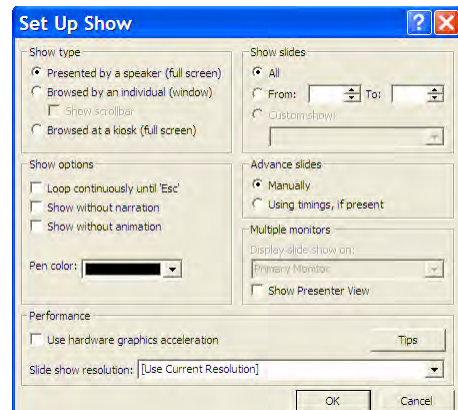 Set Up Show
Show type
Presented by a speaker (full screen)
Browsed by an individual (window)
Show scrollbar
Browsed at a kiosk (full screen)
Show slides
All
From: To:
Custom show:
Show options
Loop continuously until 'Esc'
Show without narration
Show without animation
Pen color:
Advance slides
Manually
Using timings, if present
Multiple monitors
Display slide show on:
Primary Monitor
Show Presenter View
Performance
Use hardware graphics acceleration
Tips
Slide show resolution: [Use Current Resolution]
OK Cancel